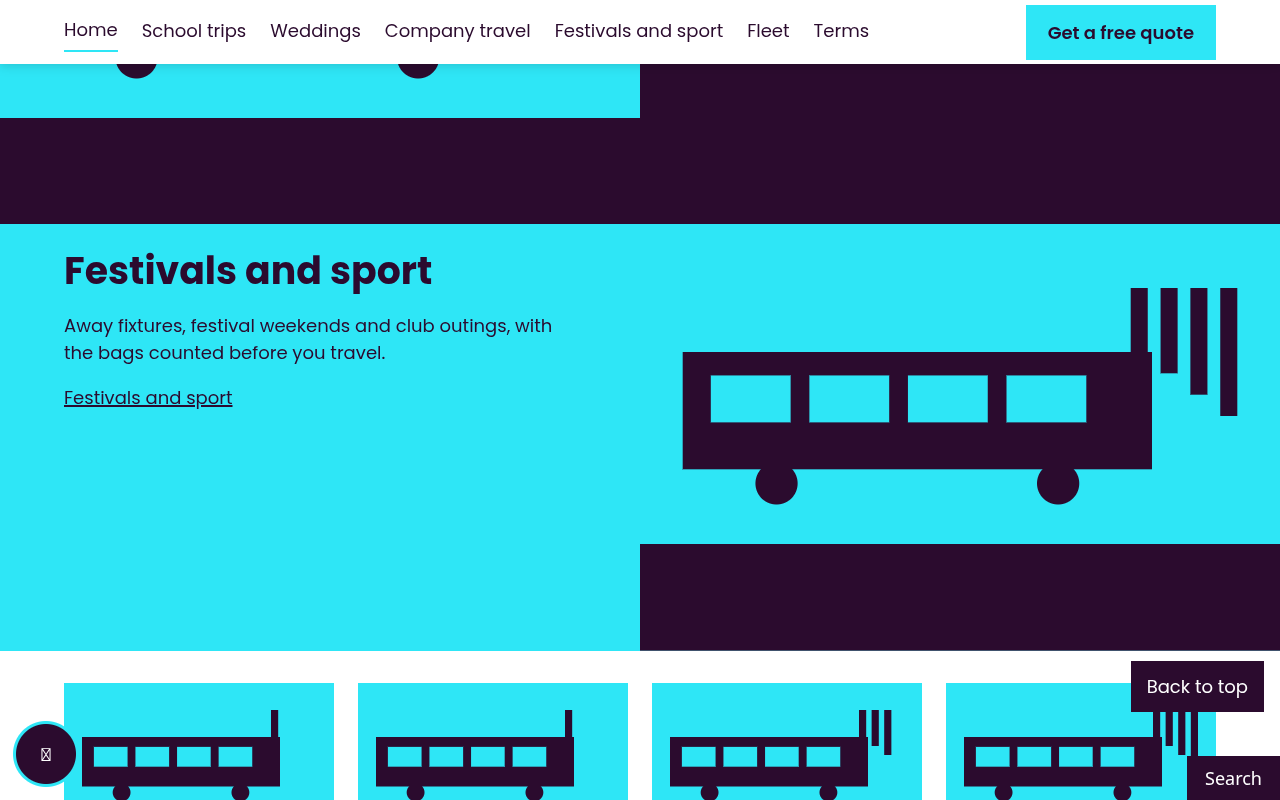 Home School trips Weddings Company travel Festivals and sport Fleet Terms Get a free quote
Festivals and sport
Away fixtures, festival weekends and club outings, with
the bags counted before you travel.
Festivals and sport
Back to top
Search